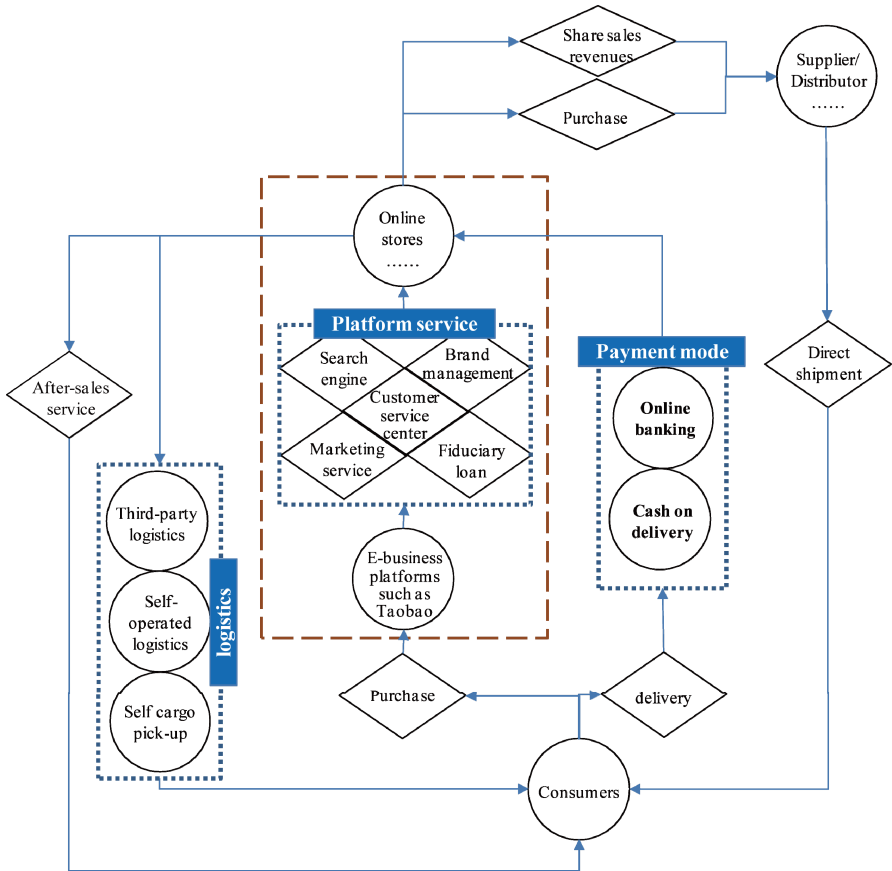 Share sales
revenues
Supplier/
Distributor
……
Purchase
Online
stores
……
Platform service
Search
engine
Brand
management
Customer
service
center
Marketing
service
Fiduciary
loan
Payment mode
Online
banking
Cash on
delivery
Direct
shipment
After-sales
service
Third-party
logistics
Self-
operated
logistics
Self cargo
pick-up
logistics
E-business
platforms
such as
Taobao
Purchase
delivery
Consumers